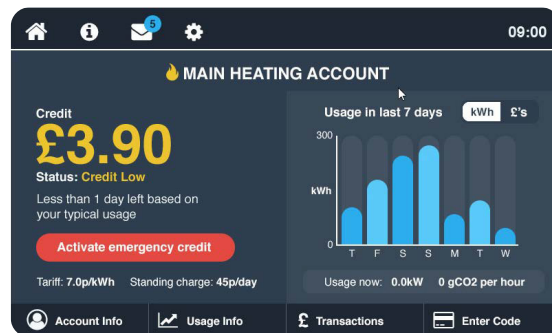 5
09:00
MAIN HEATING ACCOUNT
Credit
£3.90
Status: Credit Low
Less than 1 day left based on
your typical usage
Activate emergency credit
Tariff: 7.0p/kWh Standing charge: 45p/day
Usage in last 7 days kWh £'s
300
kWh
0
T F S S M T W
Usage now: 0.0kW 0 gCO2 per hour
Account Info Usage Info £ Transactions Enter Code